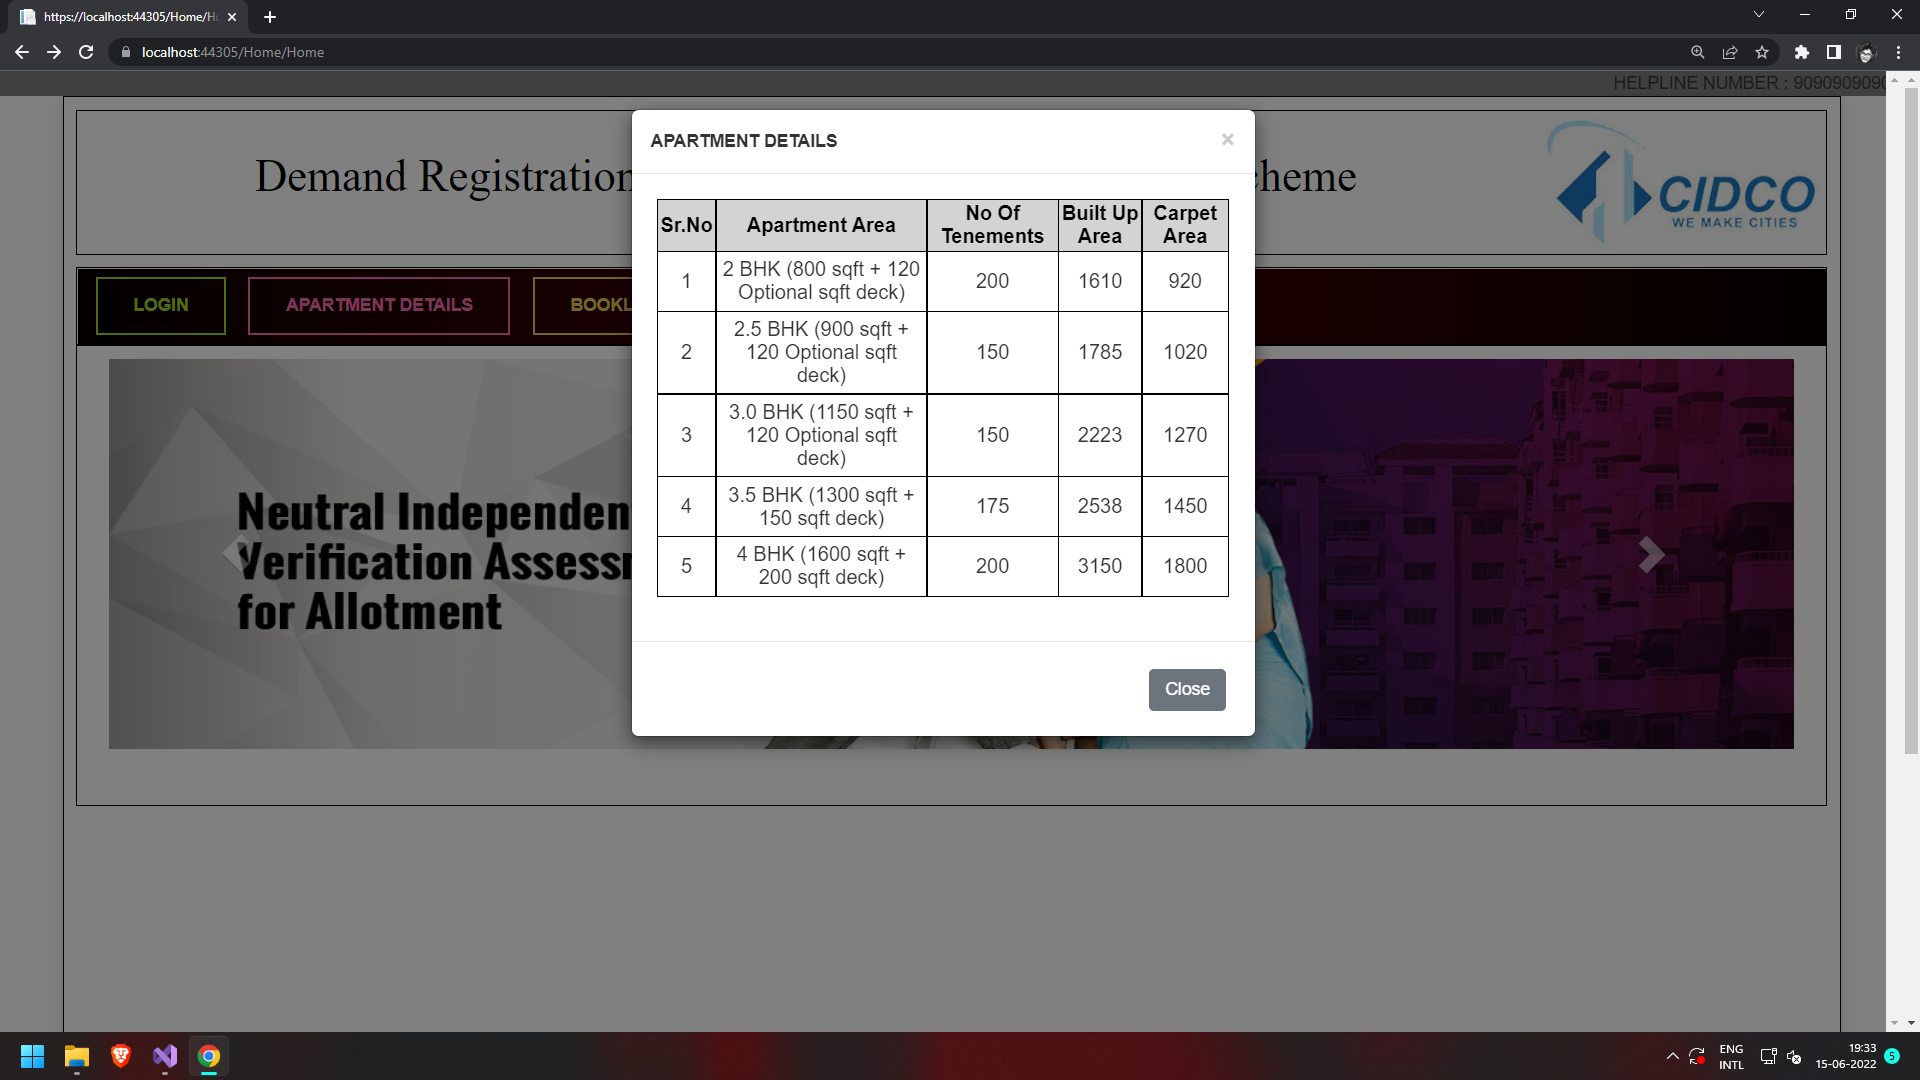 https://localhost:44305/Home/H
localhost:44305/Home/Home
HELPLINE NUMBER : 9090909090
Demand Registration
heme
CIDCO
WE MAKE CITIES
LOGIN
APARTMENT DETAILS
BOOKL
Neutral Independen
Verification Assessm
for Allotment
APARTMENT DETAILS
×
Sr.No
Apartment Area
No Of
Tenements
Built Up
Area
Carpet
Area
1
2 BHK (800 sqft + 120
Optional sqft deck)
200
1610
920
2
2.5 BHK (900 sqft +
120 Optional sqft
deck)
150
1785
1020
3
3.0 BHK (1150 sqft +
120 Optional sqft
deck)
150
2223
1270
4
3.5 BHK (1300 sqft +
150 sqft deck)
175
2538
1450
5
4 BHK (1600 sqft +
200 sqft deck)
200
3150
1800
Close
ENG
INTL
19:33
15-06-2022
5